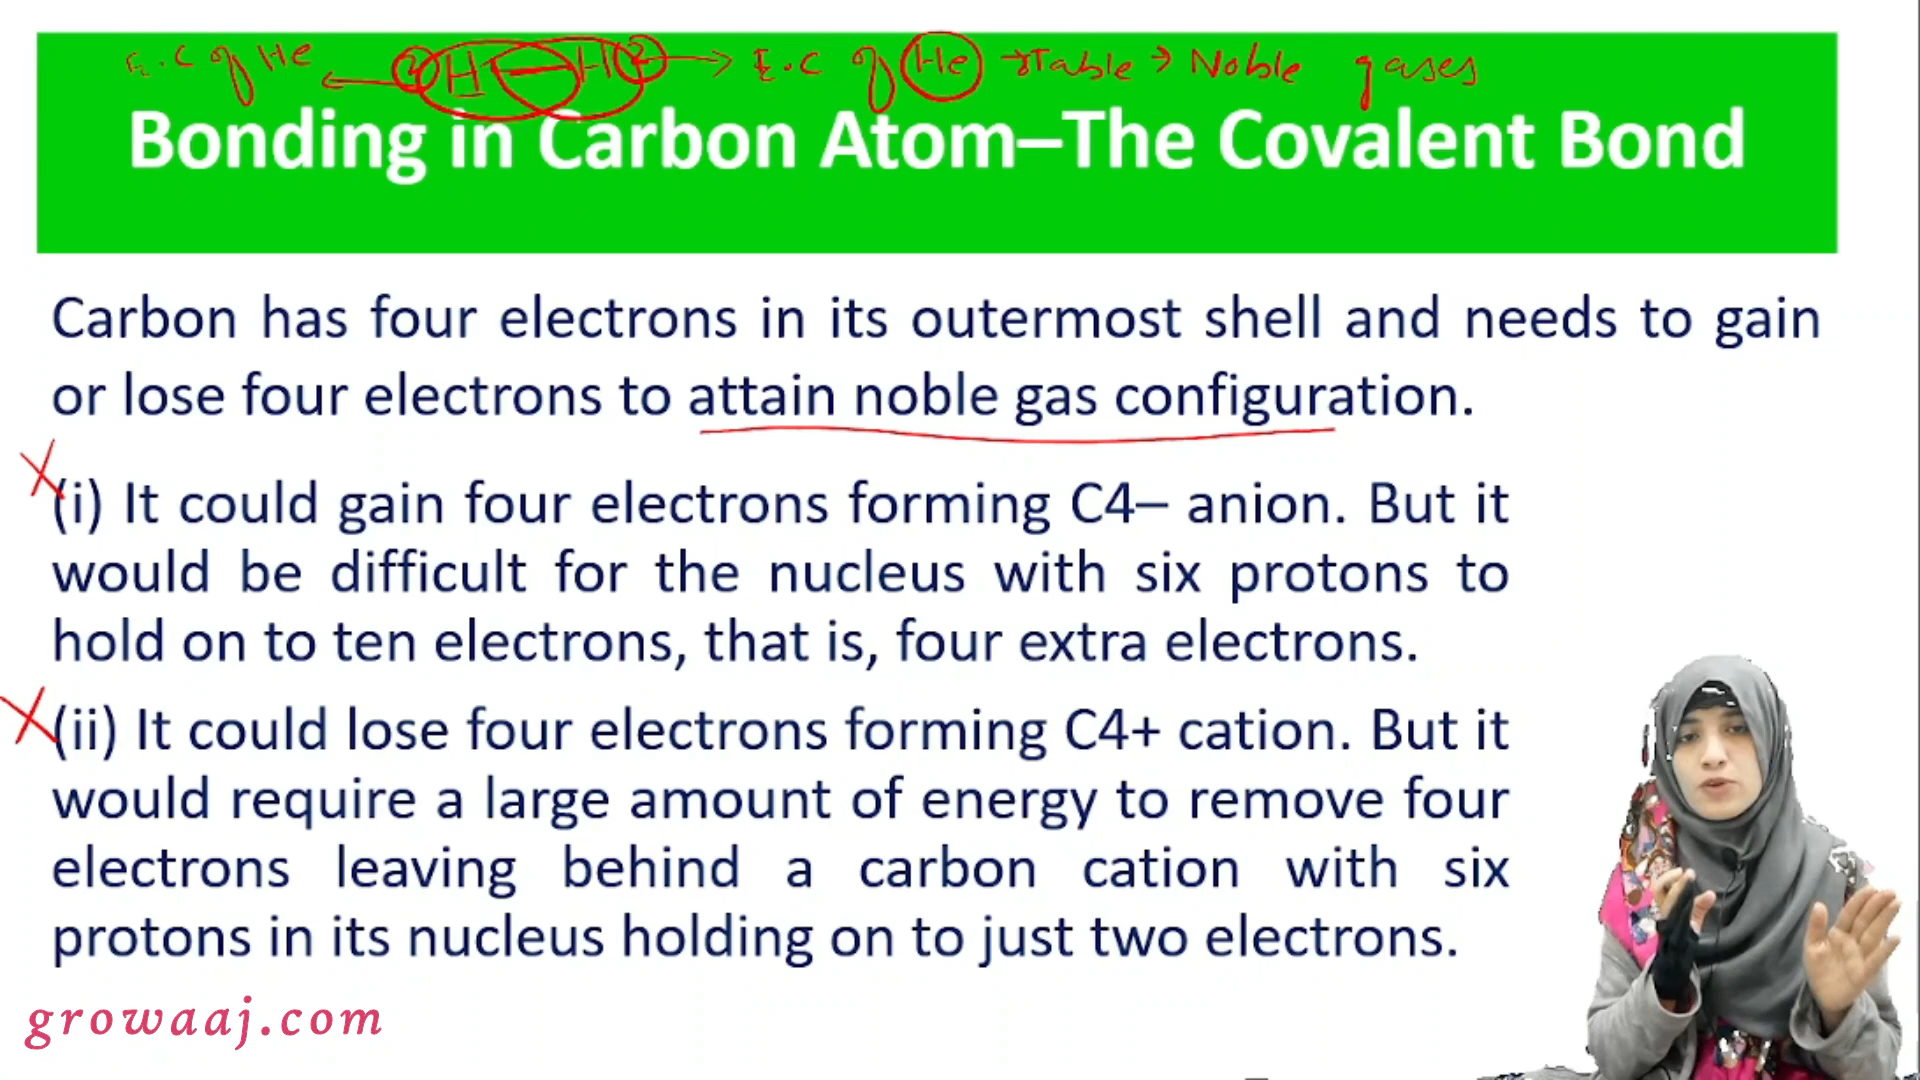 E.C of He ← ② H–H ② → E.C of He → Stable → Noble gases
Bonding in Carbon Atom–The Covalent Bond
Carbon has four electrons in its outermost shell and needs to gain
or lose four electrons to attain noble gas configuration.
(i) It could gain four electrons forming C4– anion. But it
would be difficult for the nucleus with six protons to
hold on to ten electrons, that is, four extra electrons.
(ii) It could lose four electrons forming C4+ cation. But it
would require a large amount of energy to remove four
electrons leaving behind a carbon cation with six
protons in its nucleus holding on to just two electrons.
growaaj.com